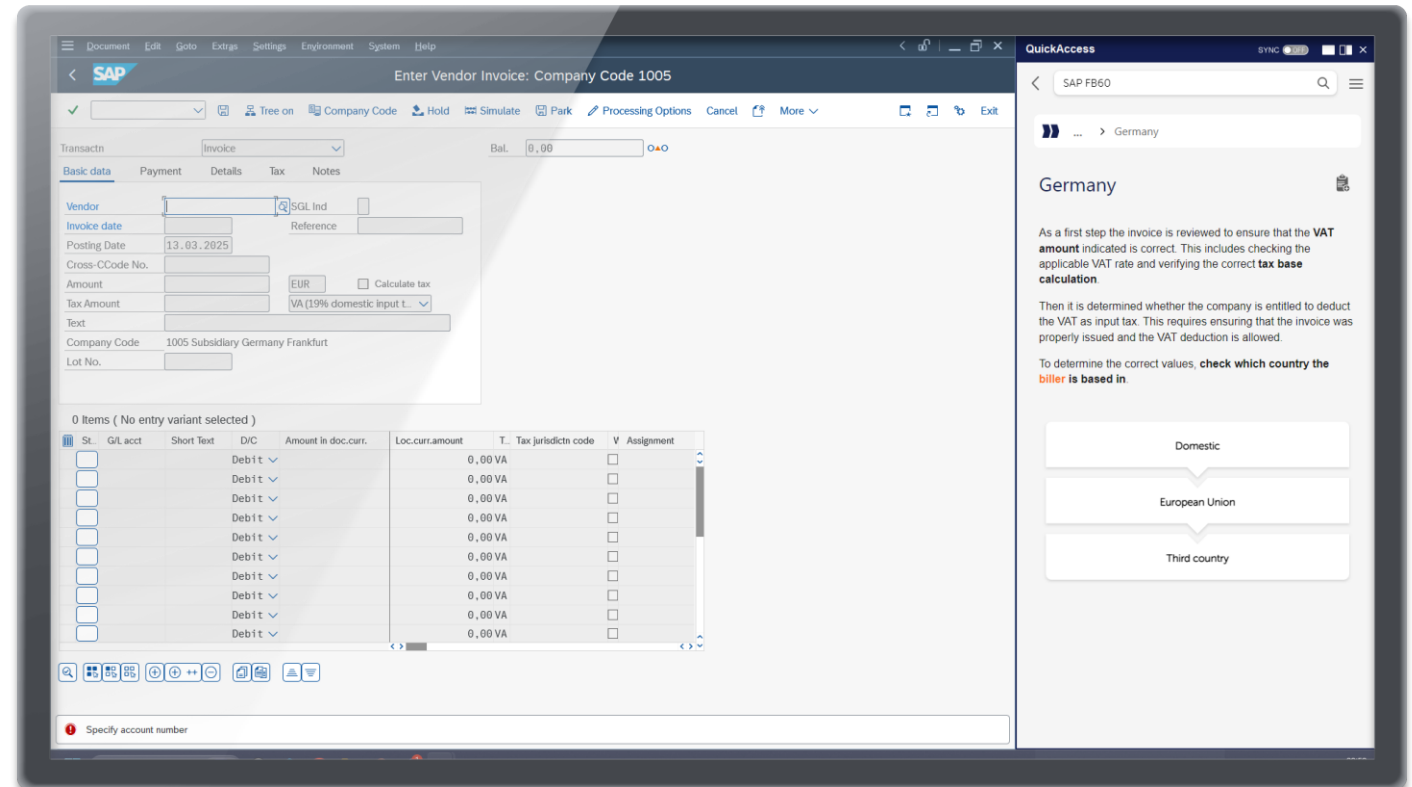 Document Edit Goto Extras Settings Environment System Help
SAP
Enter Vendor Invoice: Company Code 1005
Tree on Company Code Hold Simulate Park Processing Options Cancel More Exit
Transactn Invoice Bal. 0,00
Basic data Payment Details Tax Notes
Vendor SGL Ind
Invoice date Reference
Posting Date 13.03.2025
Cross-CCode No.
Amount EUR Calculate tax
Tax Amount VA (19% domestic input t...
Text
Company Code 1005 Subsidiary Germany Frankfurt
Lot No.
0 Items ( No entry variant selected )
St.. G/L acct Short Text D/C Amount in doc.curr. Loc.curr.amount T.. Tax jurisdictn code V Assignment
Debit 0,00 VA
Debit 0,00 VA
Debit 0,00 VA
Debit 0,00 VA
Debit 0,00 VA
Debit 0,00 VA
Debit 0,00 VA
Debit 0,00 VA
Debit 0,00 VA
Debit 0,00 VA
Specify account number
QuickAccess SYNC OFF
SAP FB60
... > Germany
Germany
As a first step the invoice is reviewed to ensure that the VAT
amount indicated is correct. This includes checking the
applicable VAT rate and verifying the correct tax base
calculation.
Then it is determined whether the company is entitled to deduct
the VAT as input tax. This requires ensuring that the invoice was
properly issued and the VAT deduction is allowed.
To determine the correct values, check which country the
biller is based in.
Domestic
European Union
Third country